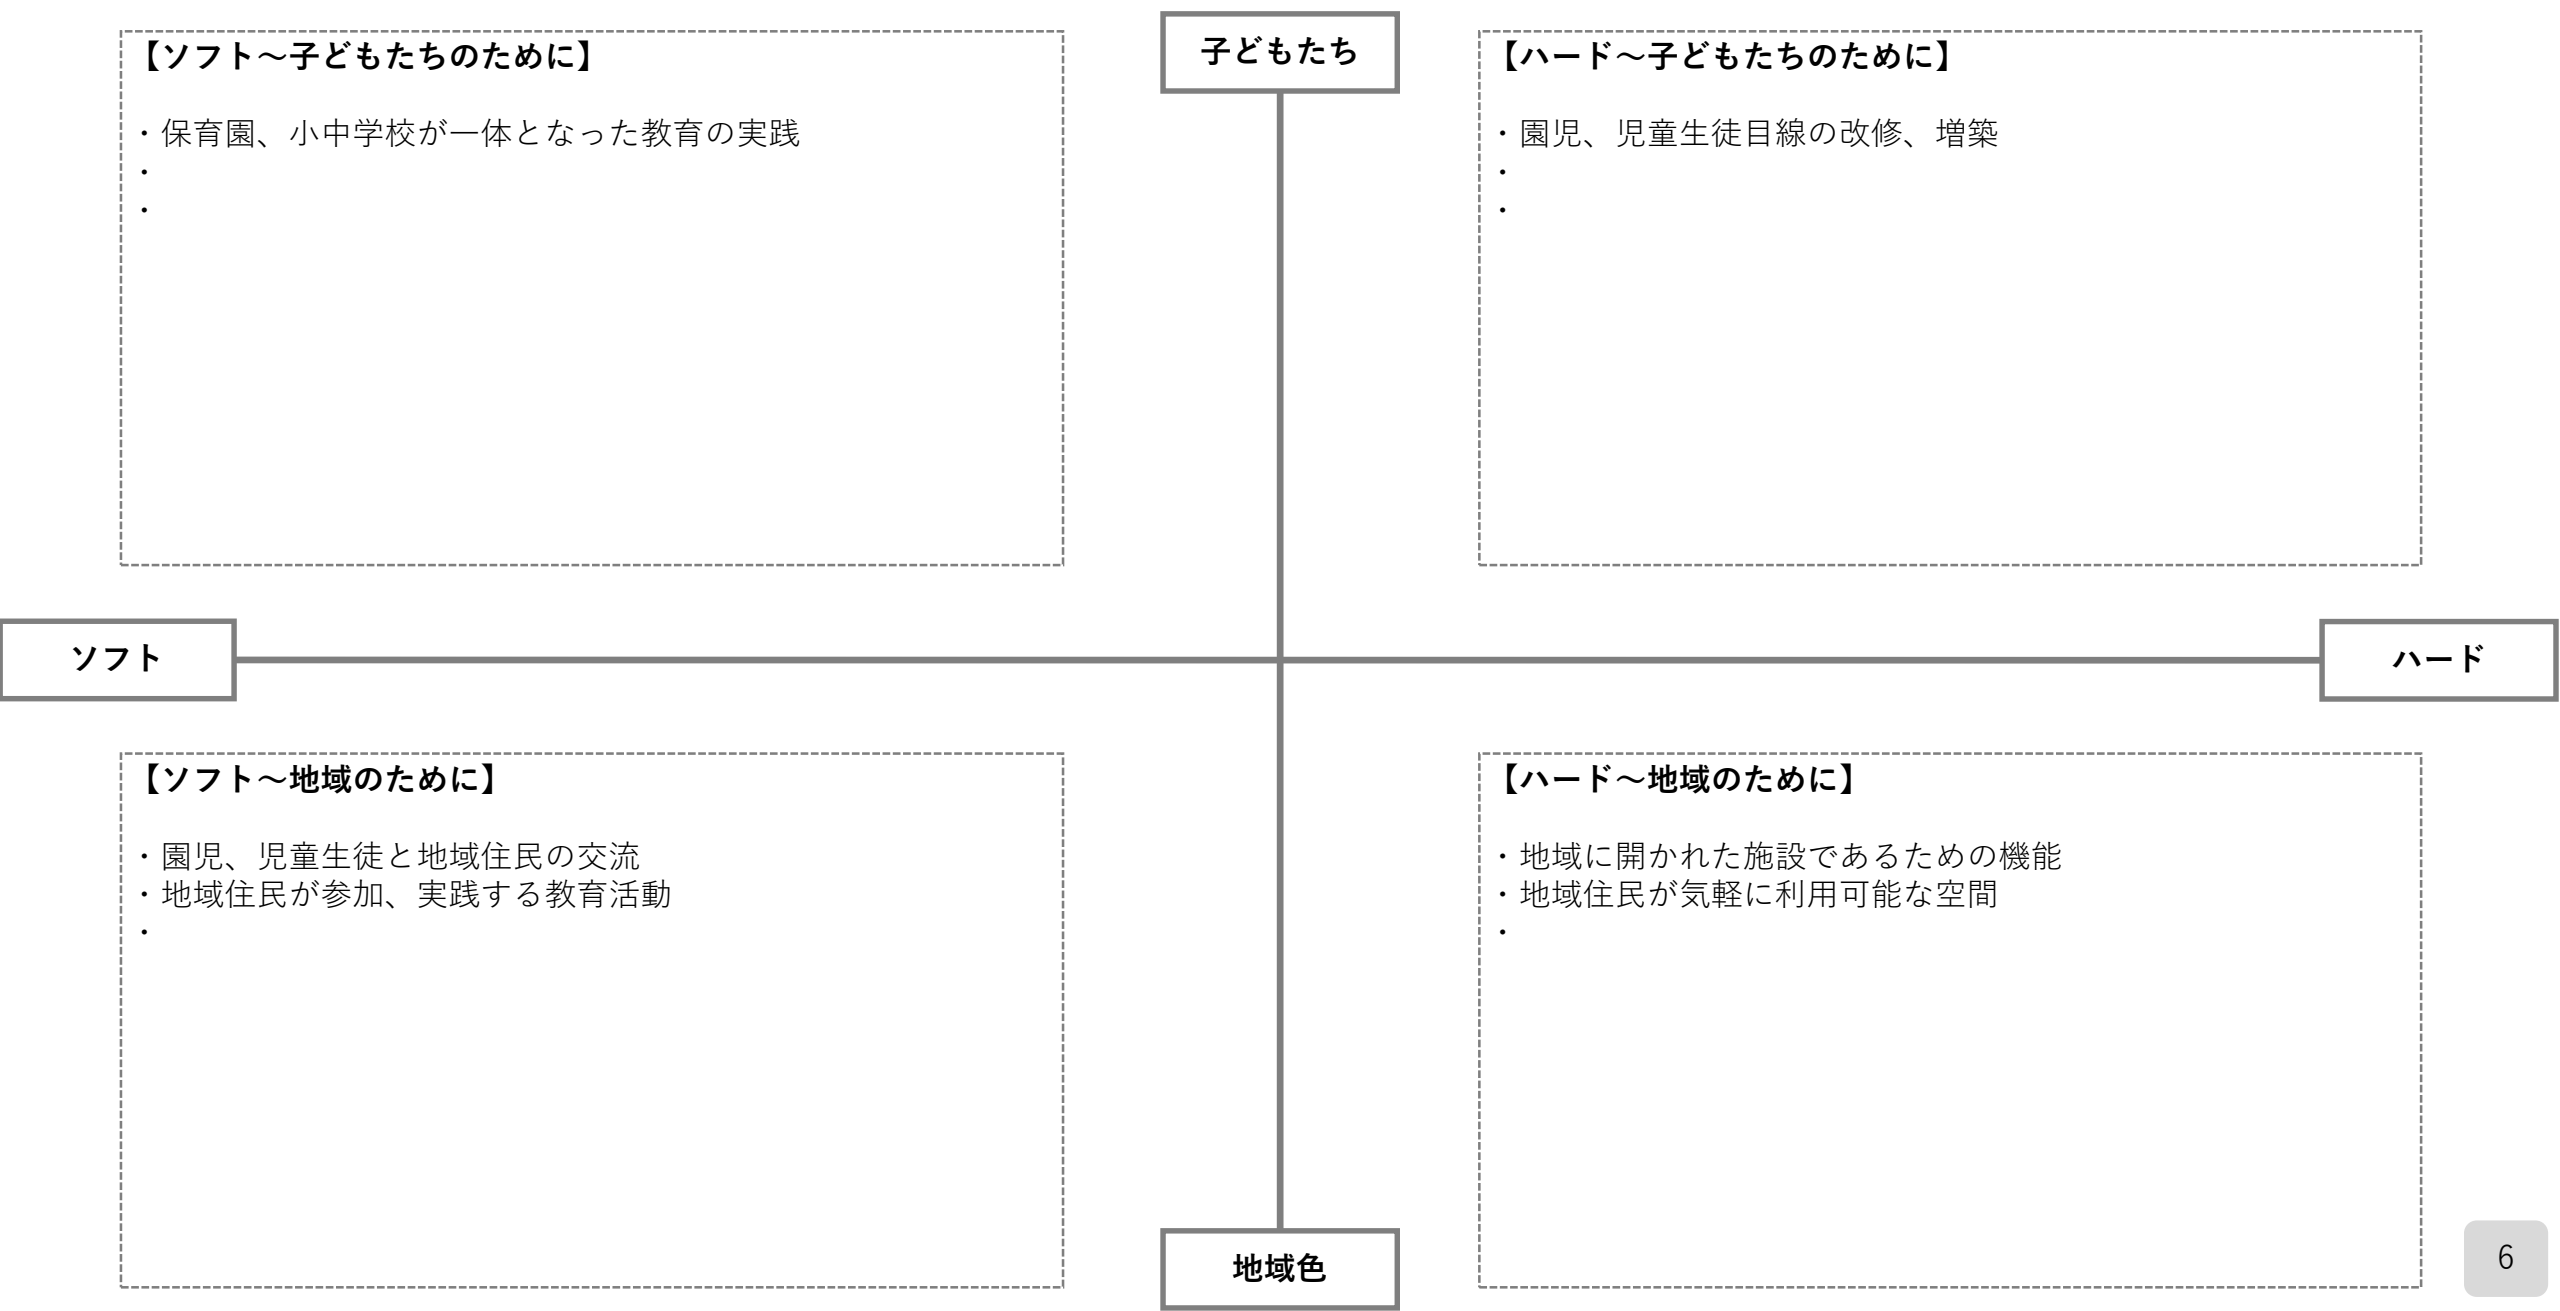 子どもたち
【ソフト～子どもたちのために】
・保育園、小中学校が一体となった教育の実践
・
・
【ハード～子どもたちのために】
・園児、児童生徒目線の改修、増築
・
・
ソフト
ハード
【ソフト～地域のために】
・園児、児童生徒と地域住民の交流
・地域住民が参加、実践する教育活動
・
【ハード～地域のために】
・地域に開かれた施設であるための機能
・地域住民が気軽に利用可能な空間
・
地域色
6